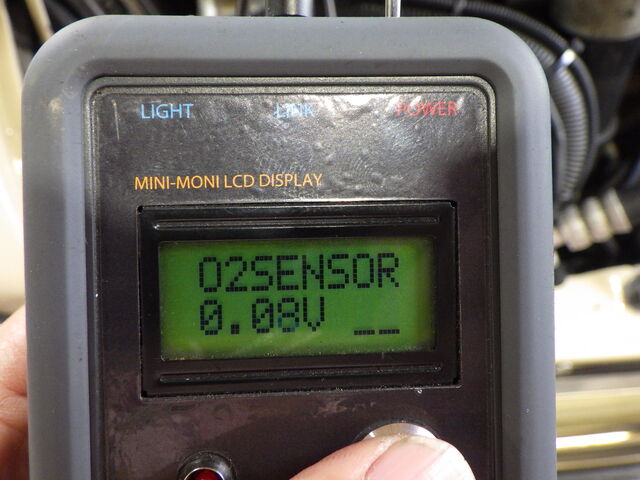 LIGHT LINK POWER
MINI-MONI LCD DISPLAY
O2SENSOR
0.08V __